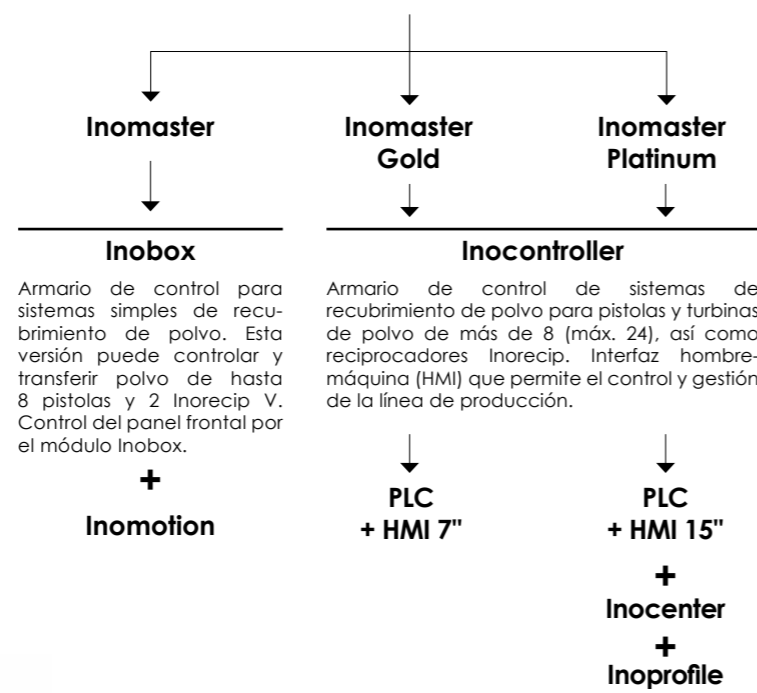 Inomaster
Inomaster
Gold
Inomaster
Platinum
Inobox
Armario de control para
sistemas simples de recu-
brimiento de polvo. Esta
versión puede controlar y
transferir polvo de hasta
8 pistolas y 2 Inorecip V.
Control del panel frontal por
el módulo Inobox.
+
Inomotion
Inocontroller
Armario de control de sistemas de
recubrimiento de polvo para pistolas y turbinas
de polvo de más de 8 (máx. 24), así como
reciprocadores Inorecip. Interfaz hombre-
máquina (HMI) que permite el control y gestión
de la línea de producción.
PLC
+ HMI 7"
PLC
+ HMI 15"
+
Inocenter
+
Inoprofile